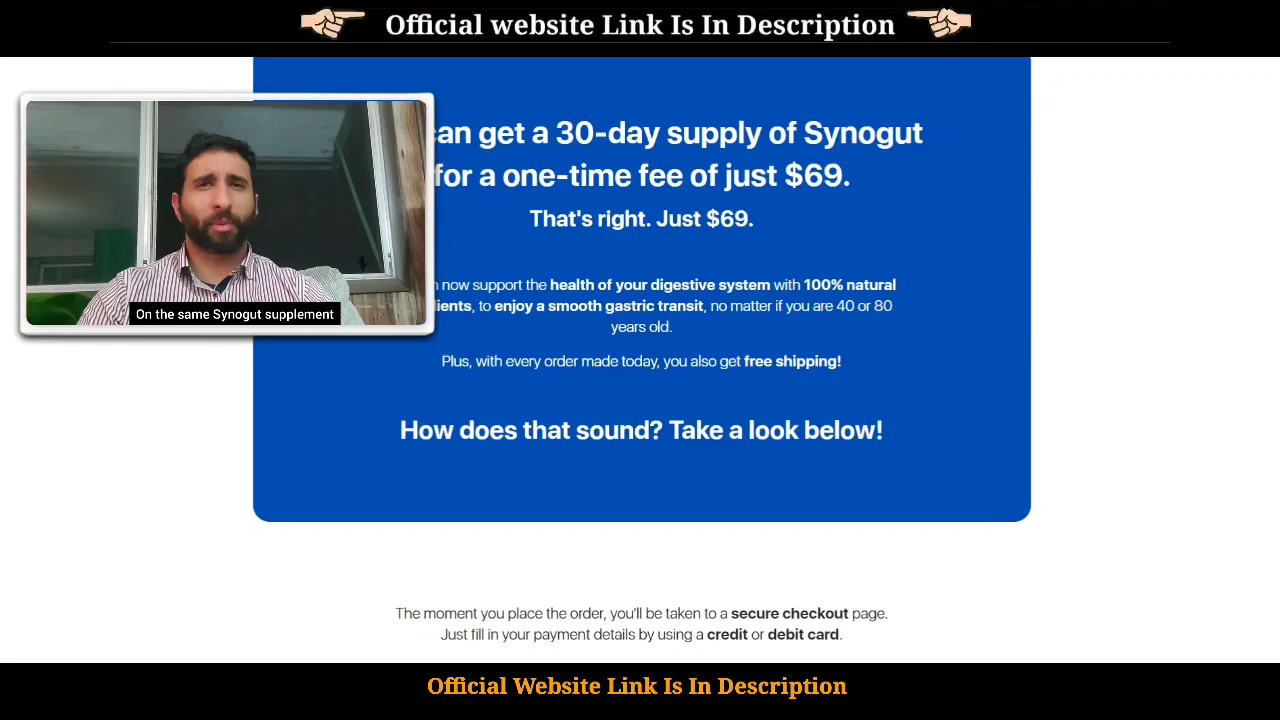 Official website Link Is In Description
can get a 30-day supply of Synogut
for a one-time fee of just $69.
That's right. Just $69.
now support the health of your digestive system with 100% natural
, to enjoy a smooth gastric transit, no matter if you are 40 or 80
years old.
On the same Synogut supplement
Plus, with every order made today, you also get free shipping!
How does that sound? Take a look below!
The moment you place the order, you'll be taken to a secure checkout page.
Just fill in your payment details by using a credit or debit card.
Official Website Link Is In Description